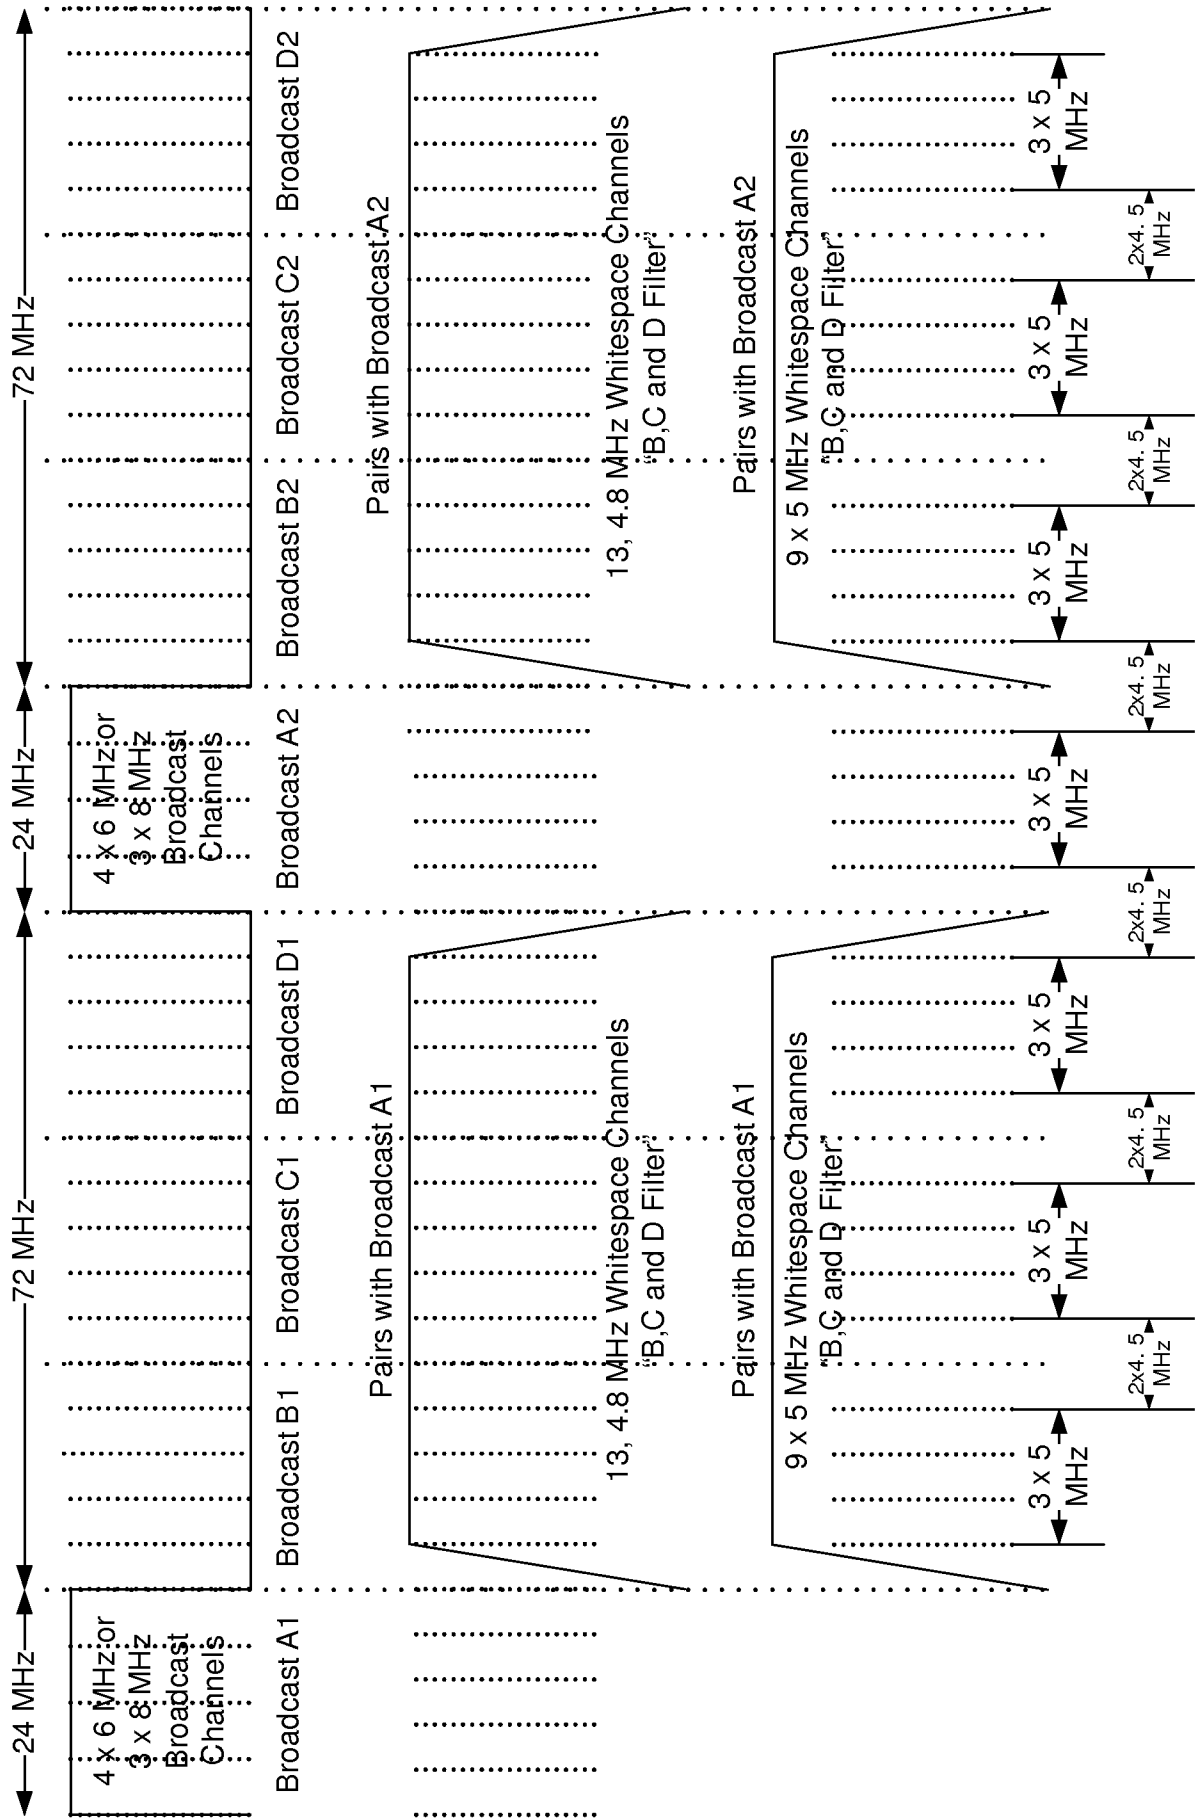 24 MHz
72 MHz
24 MHz
72 MHz
4 x 6 MHz or
3 x 8 MHz
Broadcast
Channels
4 x 6 MHz or
3 x 8 MHz
Broadcast
Channels
Broadcast A1
Broadcast B1
Broadcast C1
Broadcast D1
Broadcast A2
Broadcast B2
Broadcast C2
Broadcast D2
Pairs with Broadcast A1
Pairs with Broadcast A2
13, 4.8 MHz Whitespace Channels
“B,C and D Filter”
13, 4.8 MHz Whitespace Channels
“B,C and D Filter”
Pairs with Broadcast A1
Pairs with Broadcast A2
9 x 5 MHz Whitespace Channels
“B,C and D Filter”
9 x 5 MHz Whitespace Channels
“B,C and D Filter”
3 x 5
MHz
3 x 5
MHz
3 x 5
MHz
3 x 5
MHz
3 x 5
MHz
3 x 5
MHz
3 x 5
MHz
2x4. 5
MHz
2x4. 5
MHz
2x4. 5
MHz
2x4. 5
MHz
2x4. 5
MHz
2x4. 5
MHz